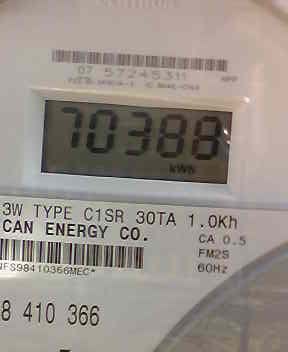 07 57245311
70388
kWh
3W TYPE C1SR 30TA 1.0Kh
CAN ENERGY CO.
CA 0.5
FM2S
NFS98410366MEC*
60Hz
8 410 366